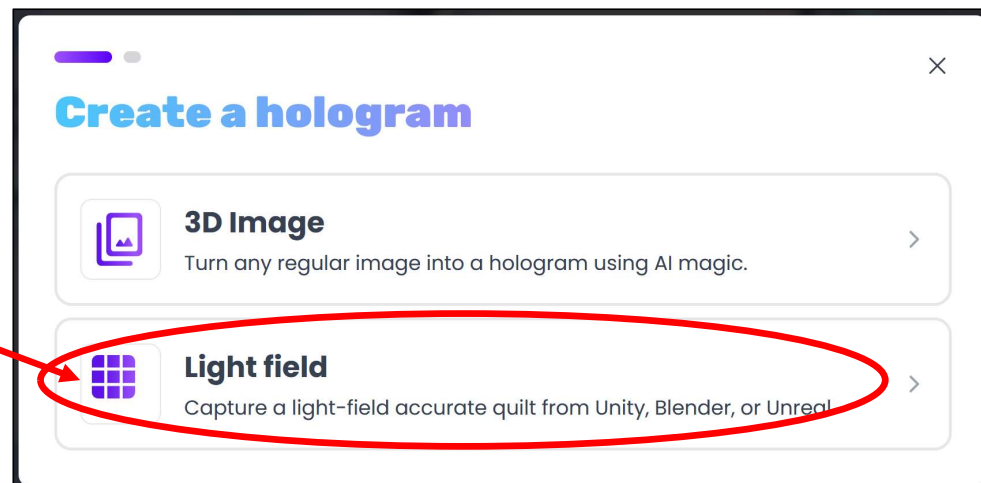 Create a hologram
3D Image
Turn any regular image into a hologram using AI magic.
Light field
Capture a light-field accurate quilt from Unity, Blender, or Unreal